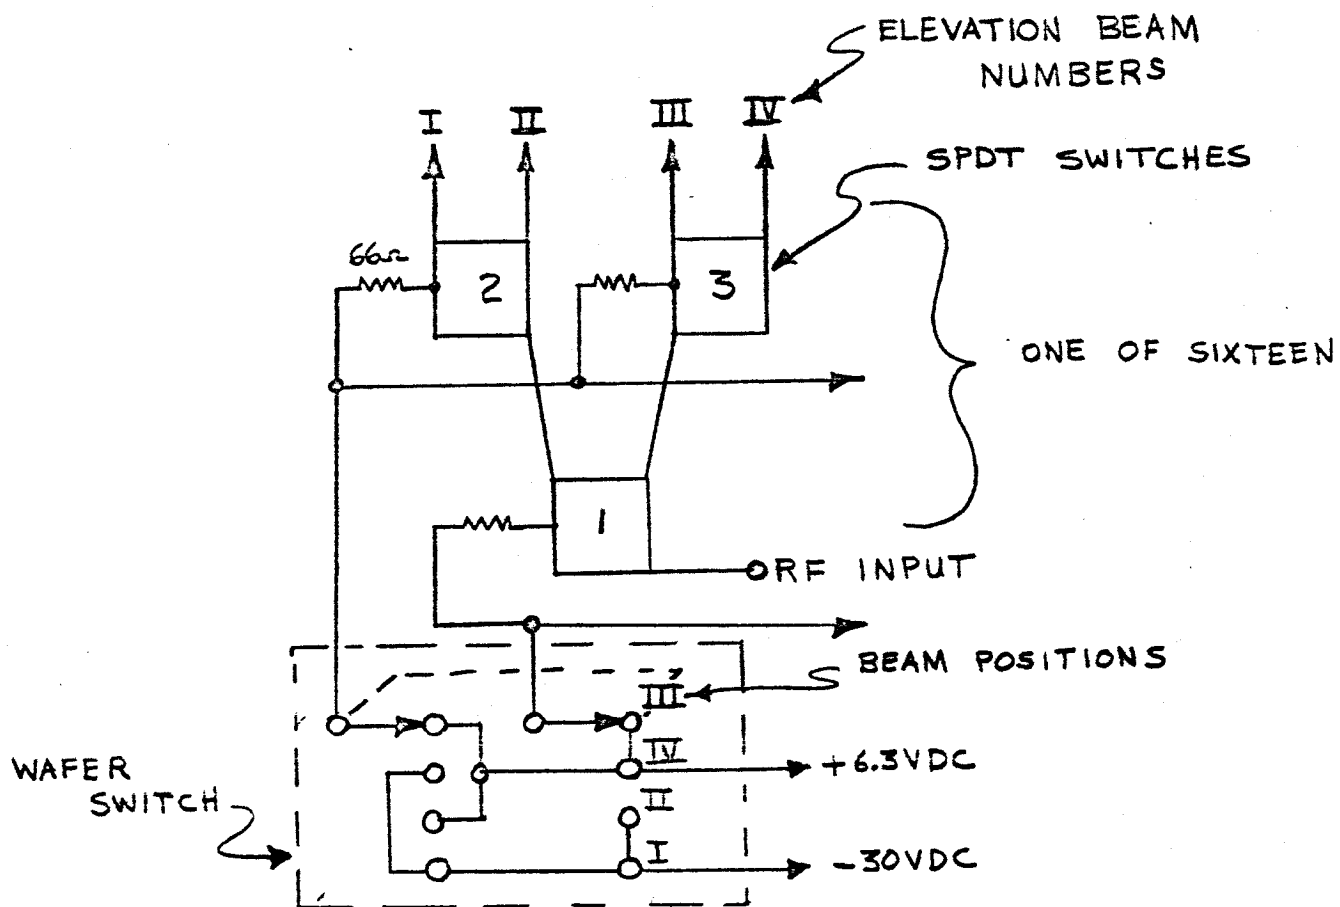 ELEVATION BEAM
NUMBERS
I II III IV
SPDT SWITCHES
66Ω
2 3
ONE OF SIXTEEN
1
RF INPUT
BEAM POSITIONS
III
IV
+6.3VDC
WAFER
SWITCH
II
I
-30VDC